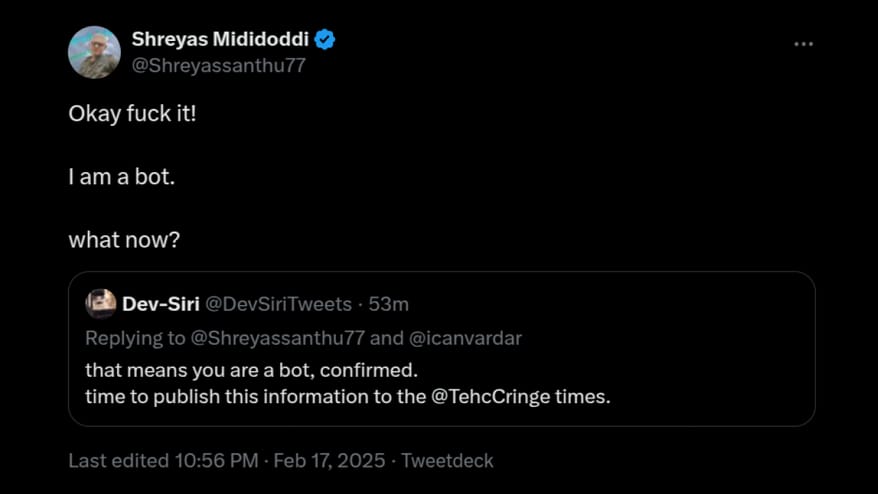 Shreyas Mididoddi
@Shreyassanthu77
Okay fuck it!
I am a bot.
what now?
Dev-Siri @DevSiriTweets · 53m
Replying to @Shreyassanthu77 and @icanvardar
that means you are a bot, confirmed.
time to publish this information to the @TehcCringe times.
Last edited 10:56 PM · Feb 17, 2025 · Tweetdeck